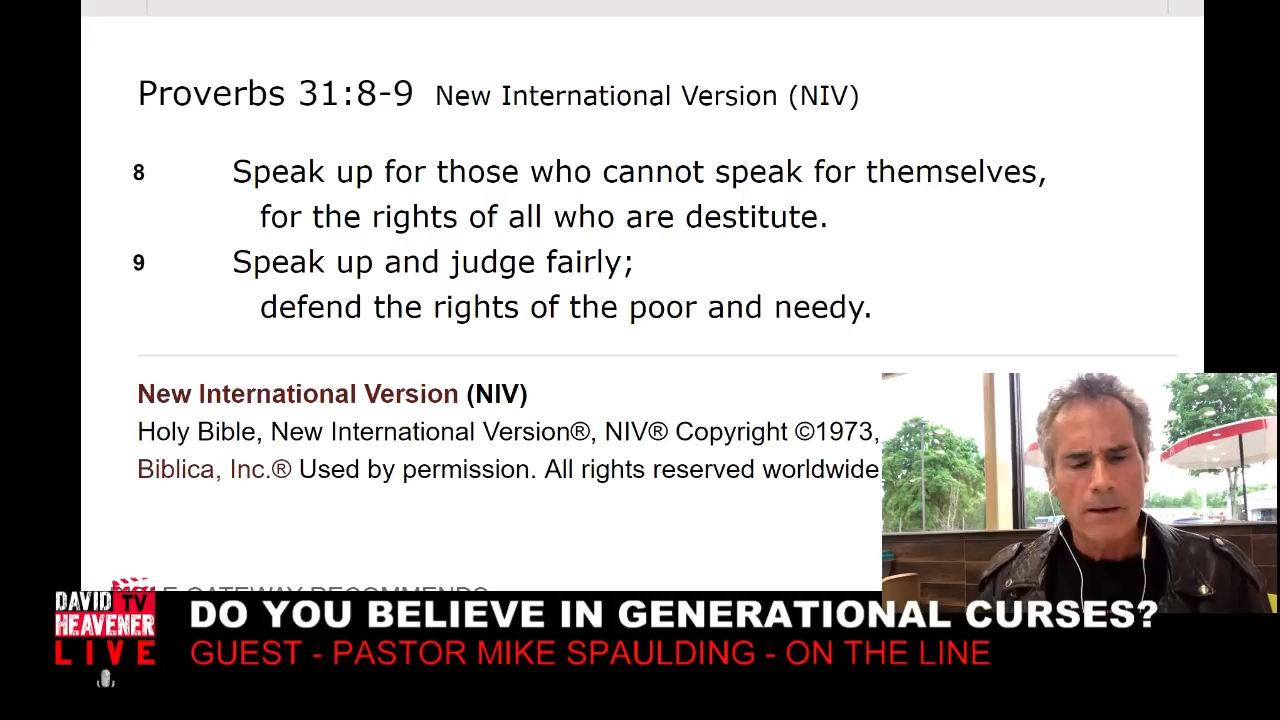 Proverbs 31:8-9 New International Version (NIV)
8 Speak up for those who cannot speak for themselves,
for the rights of all who are destitute.
9 Speak up and judge fairly;
defend the rights of the poor and needy.
New International Version (NIV)
Holy Bible, New International Version®, NIV® Copyright ©1973,
Biblica, Inc.® Used by permission. All rights reserved worldwide
GATEWAY RECOMMENDS
DAVID TV
HEAVENER
LIVE
DO YOU BELIEVE IN GENERATIONAL CURSES?
GUEST - PASTOR MIKE SPAULDING - ON THE LINE